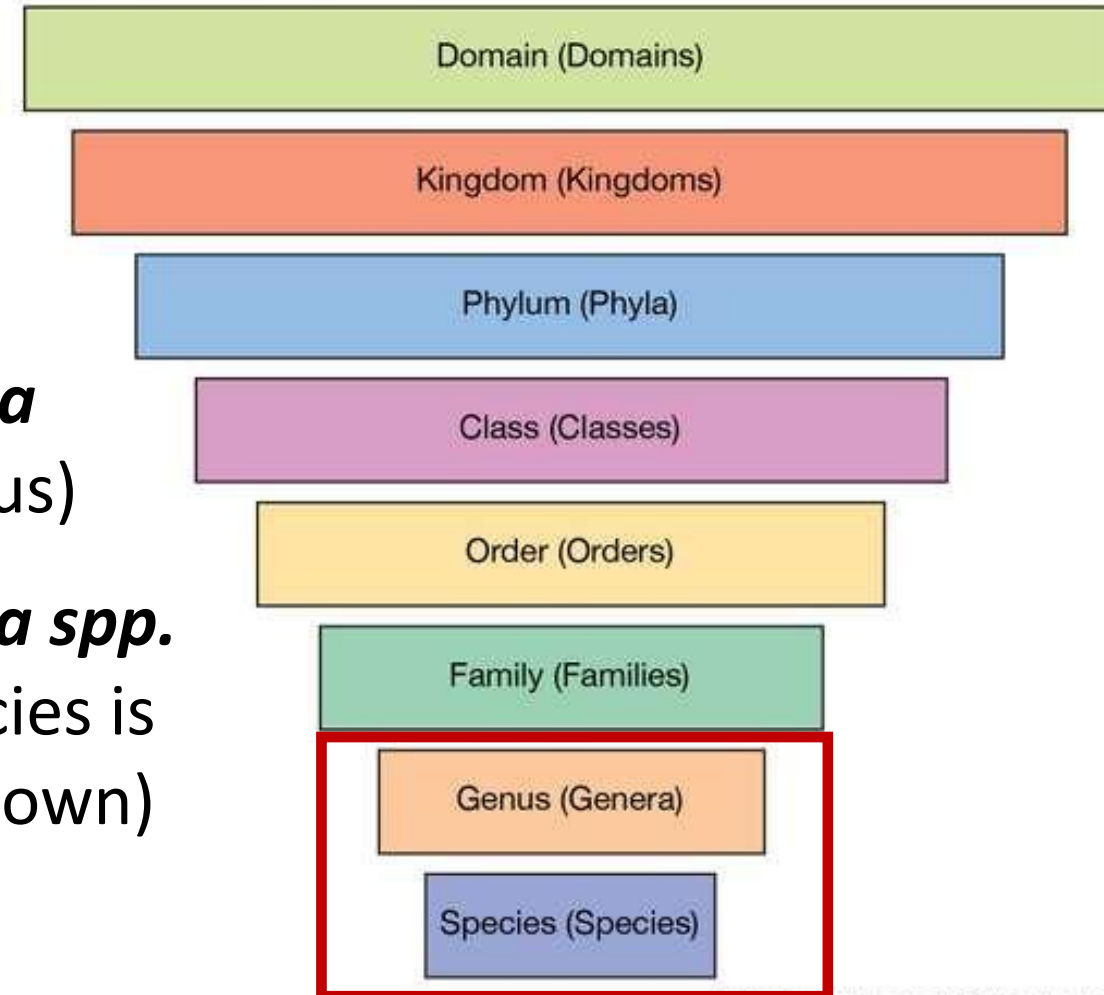 Domain (Domains)
Kingdom (Kingdoms)
Phylum (Phyla)
Class (Classes)
Order (Orders)
Family (Families)
Genus (Genera)
Species (Species)
a
us)
a spp.
cies is
own)